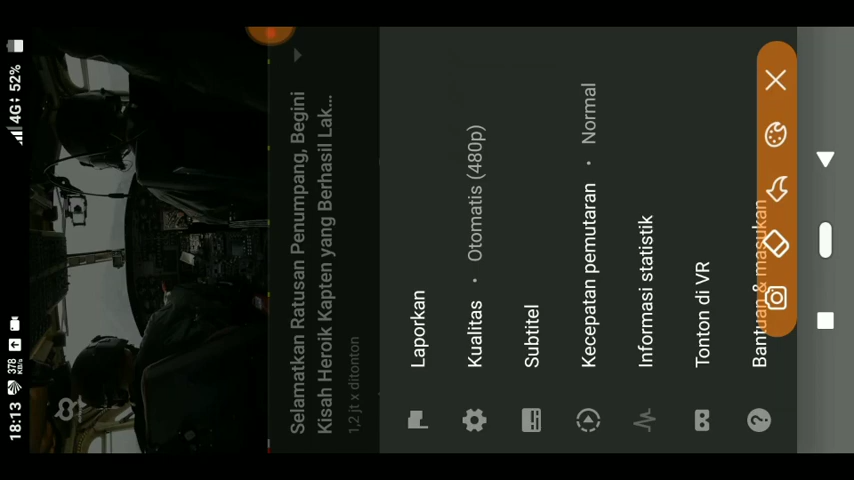 18:13 378 KB/s 4G+ 52%
Selamatkan Ratusan Penumpang, Begini
Kisah Heroik Kapten yang Berhasil Lak...
1,2 jt x ditonton
Laporkan
Kualitas • Otomatis (480p)
Subtitel
Kecepatan pemutaran • Normal
Informasi statistik
Tonton di VR
Bantuan & masukan